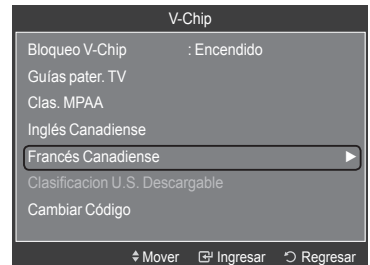 V-Chip
Bloqueo V-Chip : Encendido
Guías pater. TV
Clas. MPAA
Inglés Canadiense
Francés Canadiense
Clasificacion U.S. Descargable
Cambiar Código
Mover Ingresar Regresar